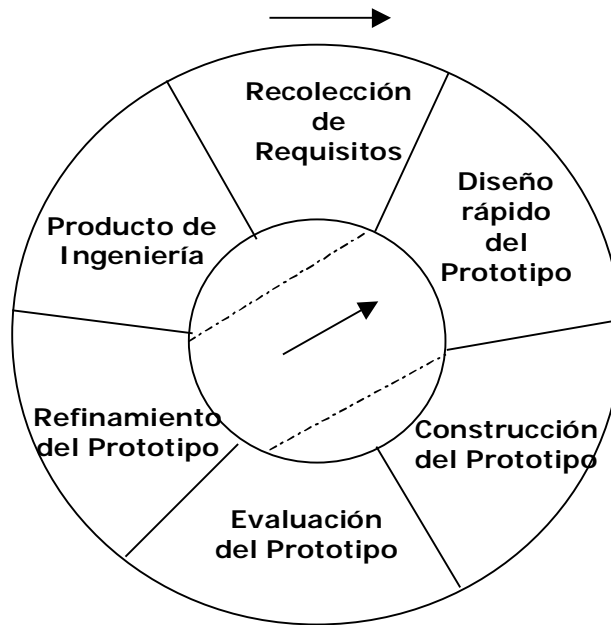 Recolección
de
Requisitos
Diseño
rápido
del
Prototipo
Construcción
del Prototipo
Evaluación
del Prototipo
Refinamiento
del Prototipo
Producto de
Ingeniería